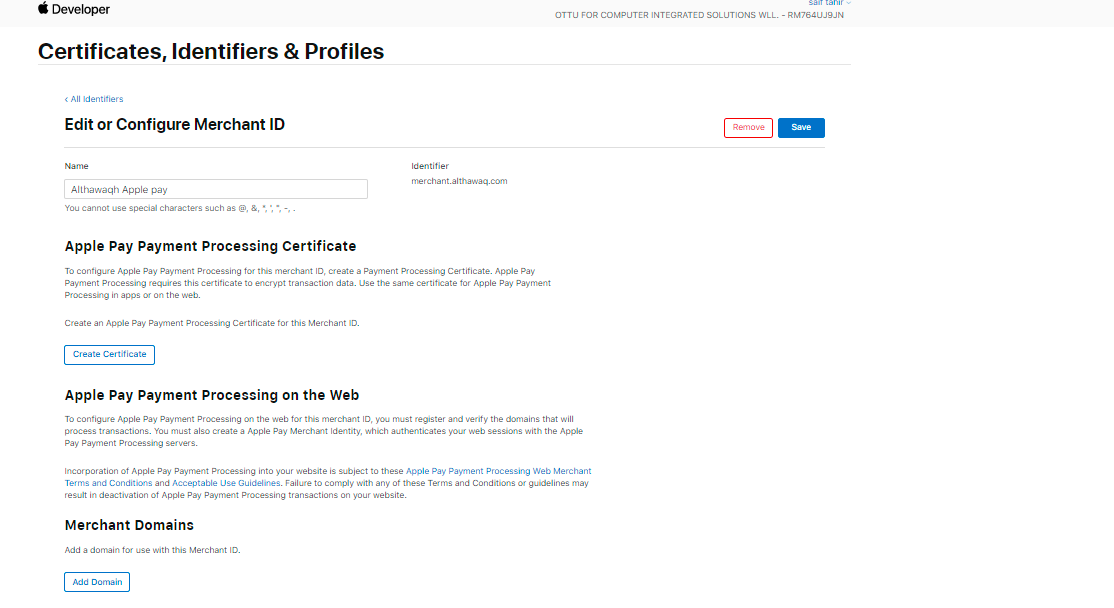 Developer
saif tahir
OTTU FOR COMPUTER INTEGRATED SOLUTIONS WLL. - RM764UJ9JN
Certificates, Identifiers & Profiles
‹ All Identifiers
Edit or Configure Merchant ID
Remove
Save
Name
Identifier
Althawaqh Apple pay
merchant.althawaq.com
You cannot use special characters such as @, &, *, ', ", -, .
Apple Pay Payment Processing Certificate
To configure Apple Pay Payment Processing for this merchant ID, create a Payment Processing Certificate. Apple Pay
Payment Processing requires this certificate to encrypt transaction data. Use the same certificate for Apple Pay Payment
Processing in apps or on the web.
Create an Apple Pay Payment Processing Certificate for this Merchant ID.
Create Certificate
Apple Pay Payment Processing on the Web
To configure Apple Pay Payment Processing on the web for this merchant ID, you must register and verify the domains that will
process transactions. You must also create a Apple Pay Merchant Identity, which authenticates your web sessions with the Apple
Pay Payment Processing servers.
Incorporation of Apple Pay Payment Processing into your website is subject to these Apple Pay Payment Processing Web Merchant
Terms and Conditions and Acceptable Use Guidelines. Failure to comply with any of these Terms and Conditions or guidelines may
result in deactivation of Apple Pay Payment Processing transactions on your website.
Merchant Domains
Add a domain for use with this Merchant ID.
Add Domain